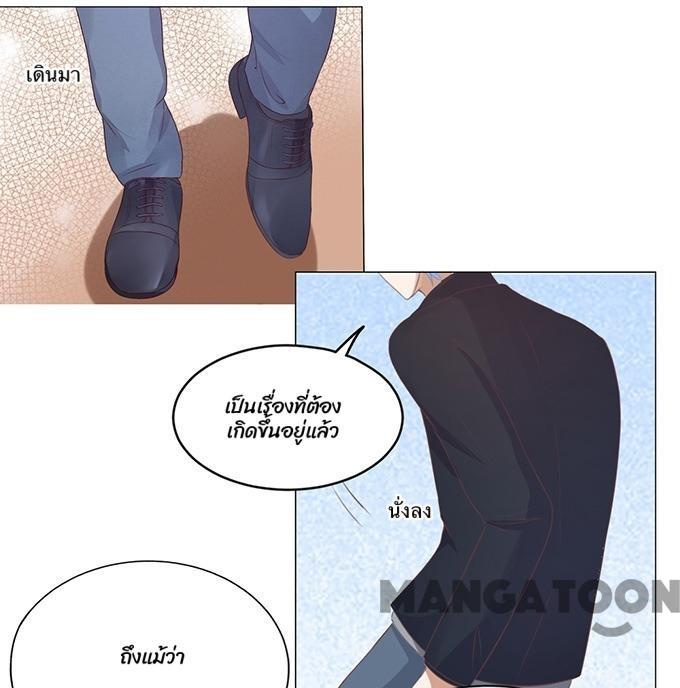 เดินมา
เป็นเรื่องที่ต้อง
เกิดขึ้นอยู่แล้ว
นั่งลง
MANGATOON
ถึงแม้ว่า